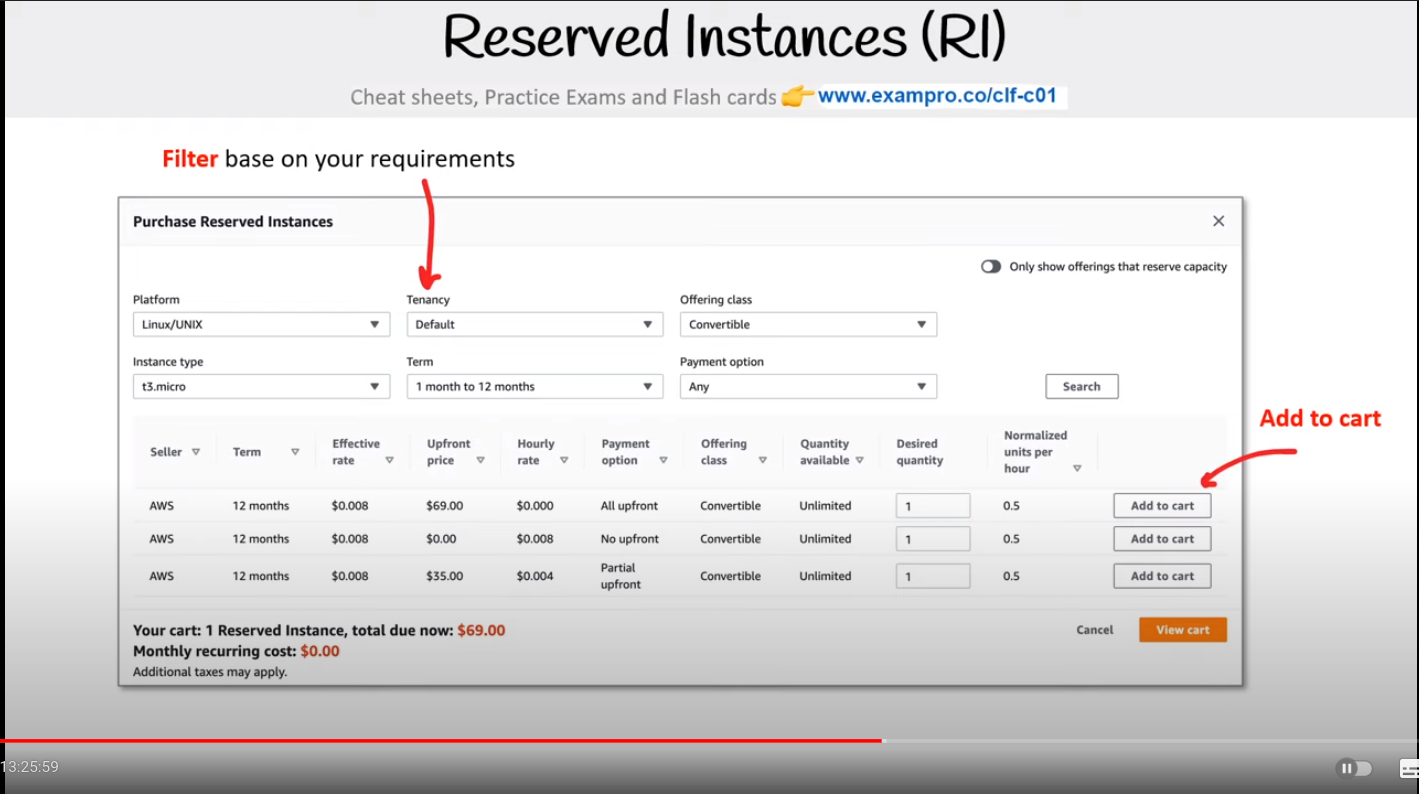 Reserved Instances (RI)
Cheat sheets, Practice Exams and Flash cards 👉 www.exampro.co/clf-c01
Filter base on your requirements
Purchase Reserved Instances
Only show offerings that reserve capacity
Platform Tenancy Offering class
Linux/UNIX Default Convertible
Instance type Term Payment option
t3.micro 1 month to 12 months Any Search
Add to cart
Seller Term Effective rate Upfront price Hourly rate Payment option Offering class Quantity available Desired quantity Normalized units per hour
AWS 12 months $0.008 $69.00 $0.000 All upfront Convertible Unlimited 1 0.5 Add to cart
AWS 12 months $0.008 $0.00 $0.008 No upfront Convertible Unlimited 1 0.5 Add to cart
AWS 12 months $0.008 $35.00 $0.004 Partial upfront Convertible Unlimited 1 0.5 Add to cart
Your cart: 1 Reserved Instance, total due now: $69.00 Cancel View cart
Monthly recurring cost: $0.00
Additional taxes may apply.
13:25:59